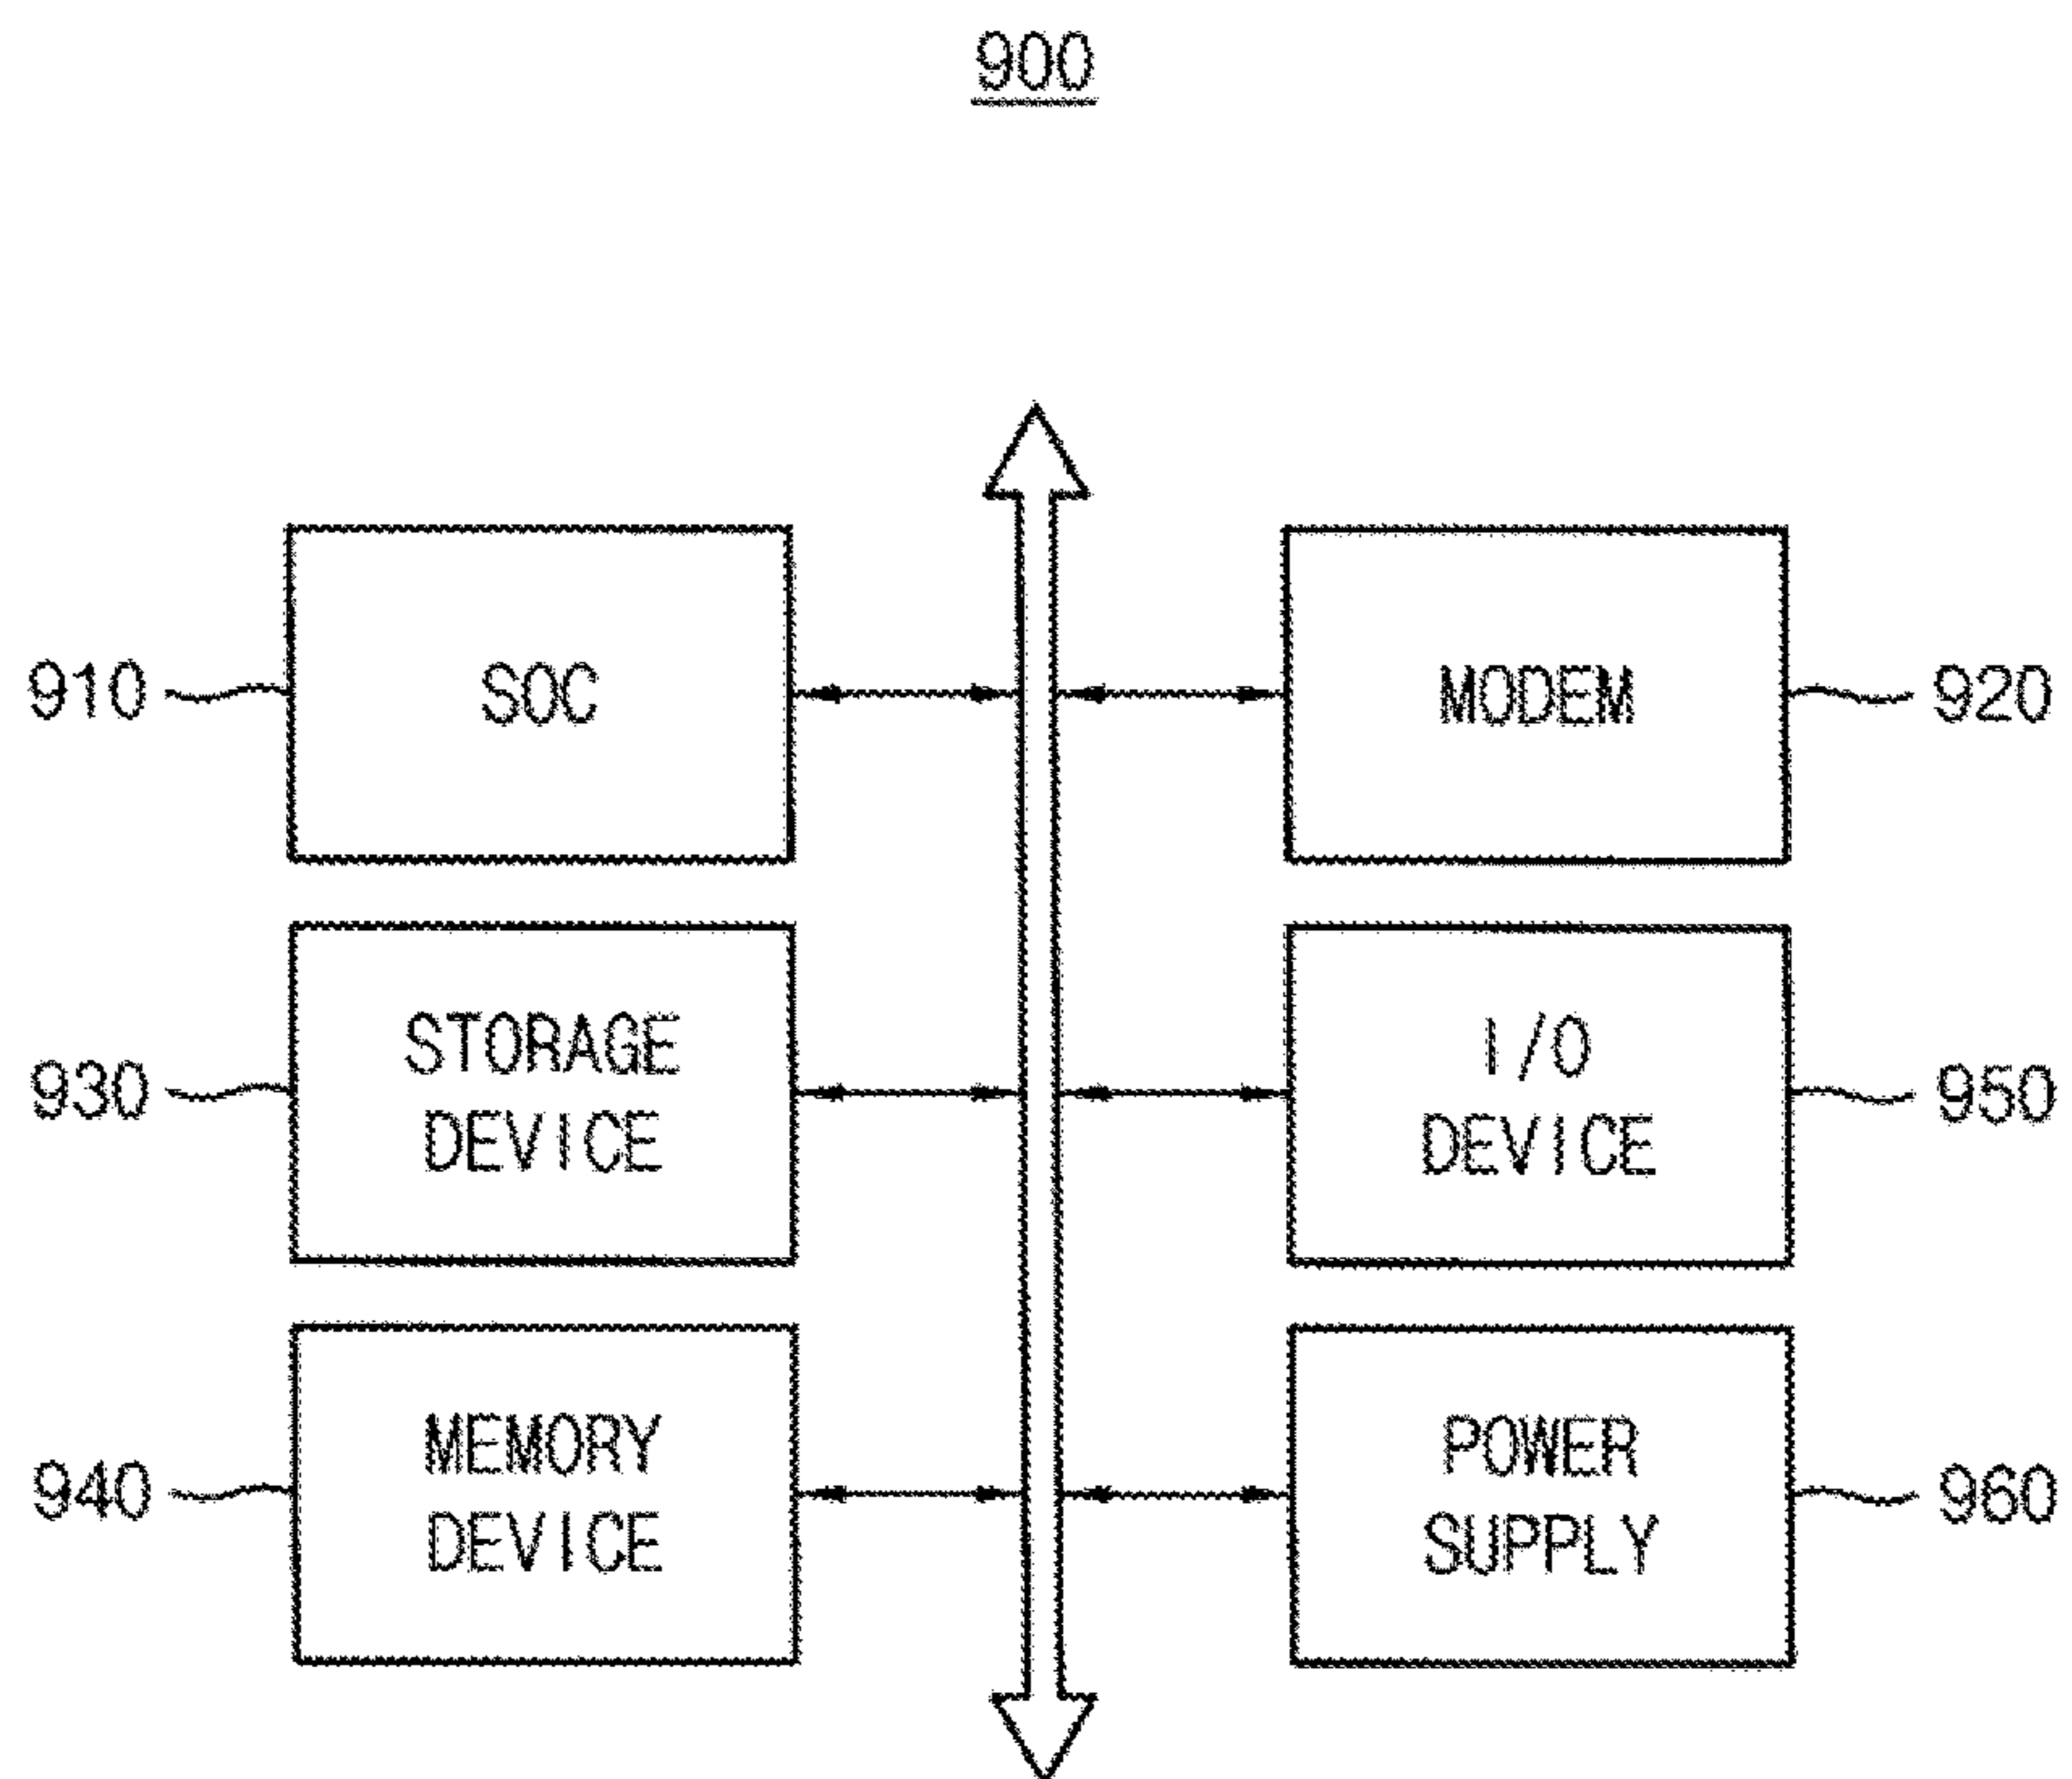 900
910
SOC
MODEM
920
930
STORAGE
DEVICE
I/O
DEVICE
950
940
MEMORY
DEVICE
POWER
SUPPLY
960